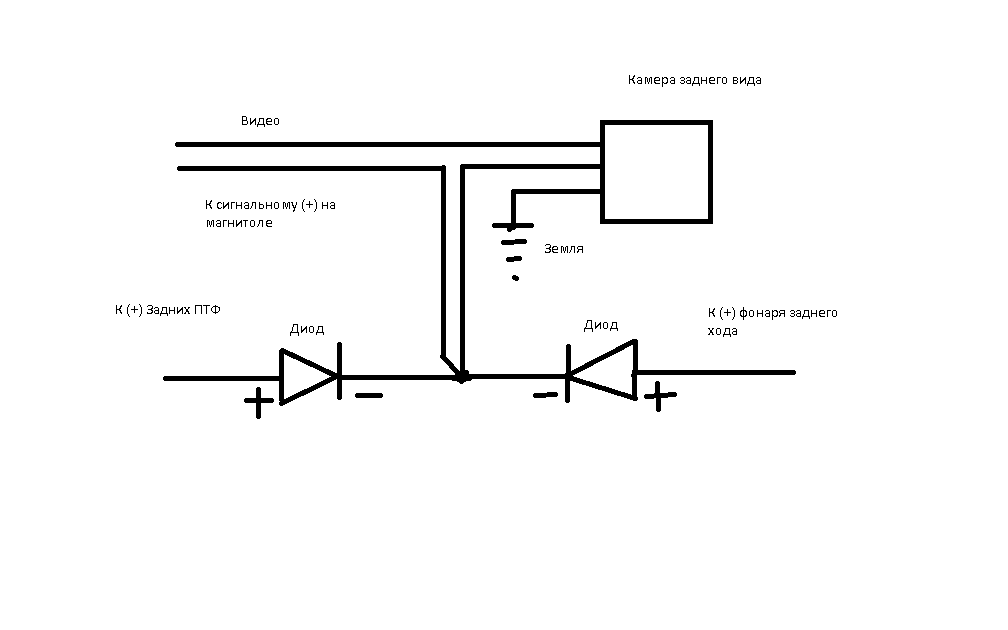 Камера заднего вида
Видео
К сигнальному (+) на
магнитоле
Земля
К (+) Задних ПТФ
Диод
Диод
К (+) фонаря заднего
хода